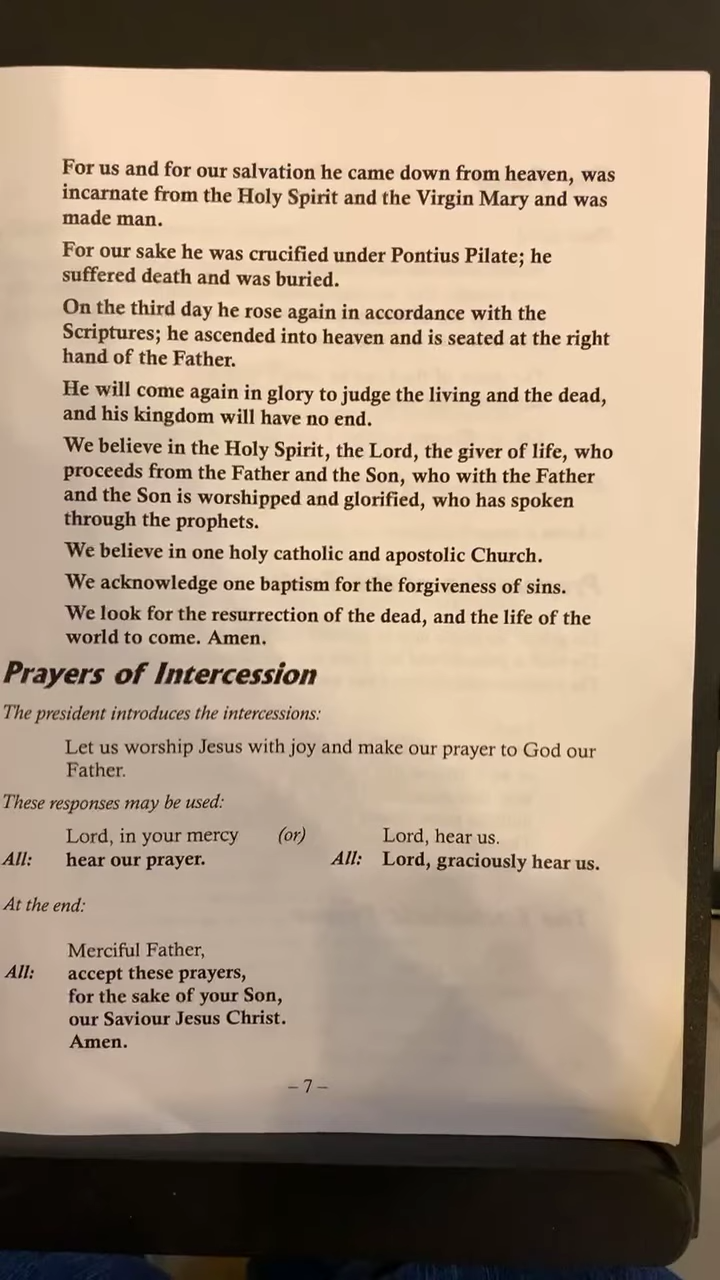 For us and for our salvation he came down from heaven, was
incarnate from the Holy Spirit and the Virgin Mary and was
made man.
For our sake he was crucified under Pontius Pilate; he
suffered death and was buried.
On the third day he rose again in accordance with the
Scriptures; he ascended into heaven and is seated at the right
hand of the Father.
He will come again in glory to judge the living and the dead,
and his kingdom will have no end.
We believe in the Holy Spirit, the Lord, the giver of life, who
proceeds from the Father and the Son, who with the Father
and the Son is worshipped and glorified, who has spoken
through the prophets.
We believe in one holy catholic and apostolic Church.
We acknowledge one baptism for the forgiveness of sins.
We look for the resurrection of the dead, and the life of the
world to come. Amen.
Prayers of Intercession
The president introduces the intercessions:
Let us worship Jesus with joy and make our prayer to God our
Father.
These responses may be used:
Lord, in your mercy (or) Lord, hear us.
All: hear our prayer. All: Lord, graciously hear us.
At the end:
Merciful Father,
All: accept these prayers,
for the sake of your Son,
our Saviour Jesus Christ.
Amen.
– 7 –